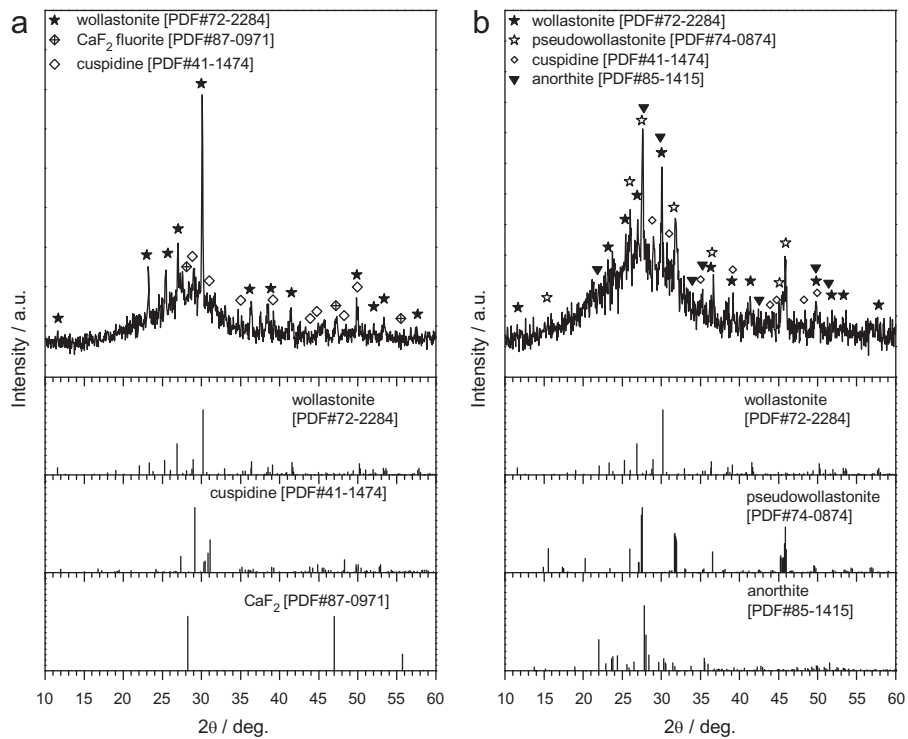 a
★ wollastonite [PDF#72-2284]
CaF₂ fluorite [PDF#87-0971]
◇ cuspidine [PDF#41-1474]
Intensity / a.u.
wollastonite
[PDF#72-2284]
cuspidine [PDF#41-1474]
CaF₂ [PDF#87-0971]
10 15 20 25 30 35 40 45 50 55 60
2θ / deg.
b
★ wollastonite [PDF#72-2284]
☆ pseudowollastonite [PDF#74-0874]
◇ cuspidine [PDF#41-1474]
▼ anorthite [PDF#85-1415]
Intensity / a.u.
wollastonite
[PDF#72-2284]
pseudowollastonite
[PDF#74-0874]
anorthite
[PDF#85-1415]
10 15 20 25 30 35 40 45 50 55 60
2θ / deg.